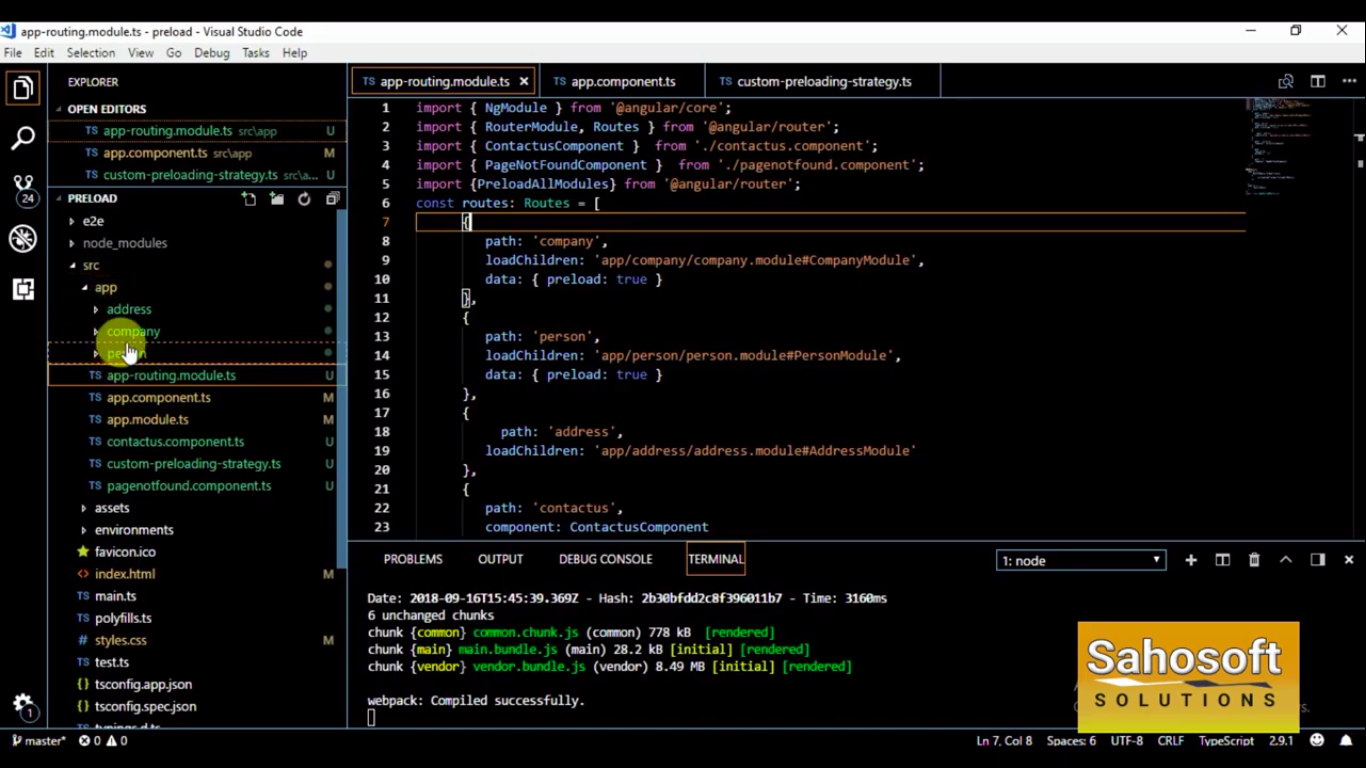 app-routing.module.ts - preload - Visual Studio Code
File Edit Selection View Go Debug Tasks Help
EXPLORER
OPEN EDITORS
TS app-routing.module.ts src\app U
TS app.component.ts src\app M
TS custom-preloading-strategy.ts src\a... U
PRELOAD
e2e
node_modules
src
app
address
company
TS app-routing.module.ts U
TS app.component.ts M
TS app.module.ts M
TS contactus.component.ts U
TS custom-preloading-strategy.ts U
TS pagenotfound.component.ts U
assets
environments
favicon.ico
<> index.html M
TS main.ts
TS polyfills.ts
# styles.css M
TS test.ts
{} tsconfig.app.json
{} tsconfig.spec.json
TS typings.d.ts
24
1
TS app-routing.module.ts × TS app.component.ts TS custom-preloading-strategy.ts
1 import { NgModule } from '@angular/core';
2 import { RouterModule, Routes } from '@angular/router';
3 import { ContactusComponent } from './contactus.component';
4 import { PageNotFoundComponent } from './pagenotfound.component';
5 import {PreloadAllModules} from '@angular/router';
6 const routes: Routes = [
7 {
8 path: 'company',
9 loadChildren: 'app/company/company.module#CompanyModule',
10 data: { preload: true }
11 },
12 {
13 path: 'person',
14 loadChildren: 'app/person/person.module#PersonModule',
15 data: { preload: true }
16 },
17 {
18 path: 'address',
19 loadChildren: 'app/address/address.module#AddressModule'
20 },
21 {
22 path: 'contactus',
23 component: ContactusComponent
PROBLEMS OUTPUT DEBUG CONSOLE TERMINAL 1: node
Date: 2018-09-16T15:45:39.369Z - Hash: 2b30bfdd2c8f396011b7 - Time: 3160ms
6 unchanged chunks
chunk {common} common.chunk.js (common) 778 kB [rendered]
chunk {main} main.bundle.js (main) 28.2 kB [initial] [rendered]
chunk {vendor} vendor.bundle.js (vendor) 8.49 MB [initial] [rendered]
webpack: Compiled successfully.
Sahosoft
SOLUTIONS
master* 0 0 Ln 7, Col 8 Spaces: 6 UTF-8 CRLF TypeScript 2.9.1